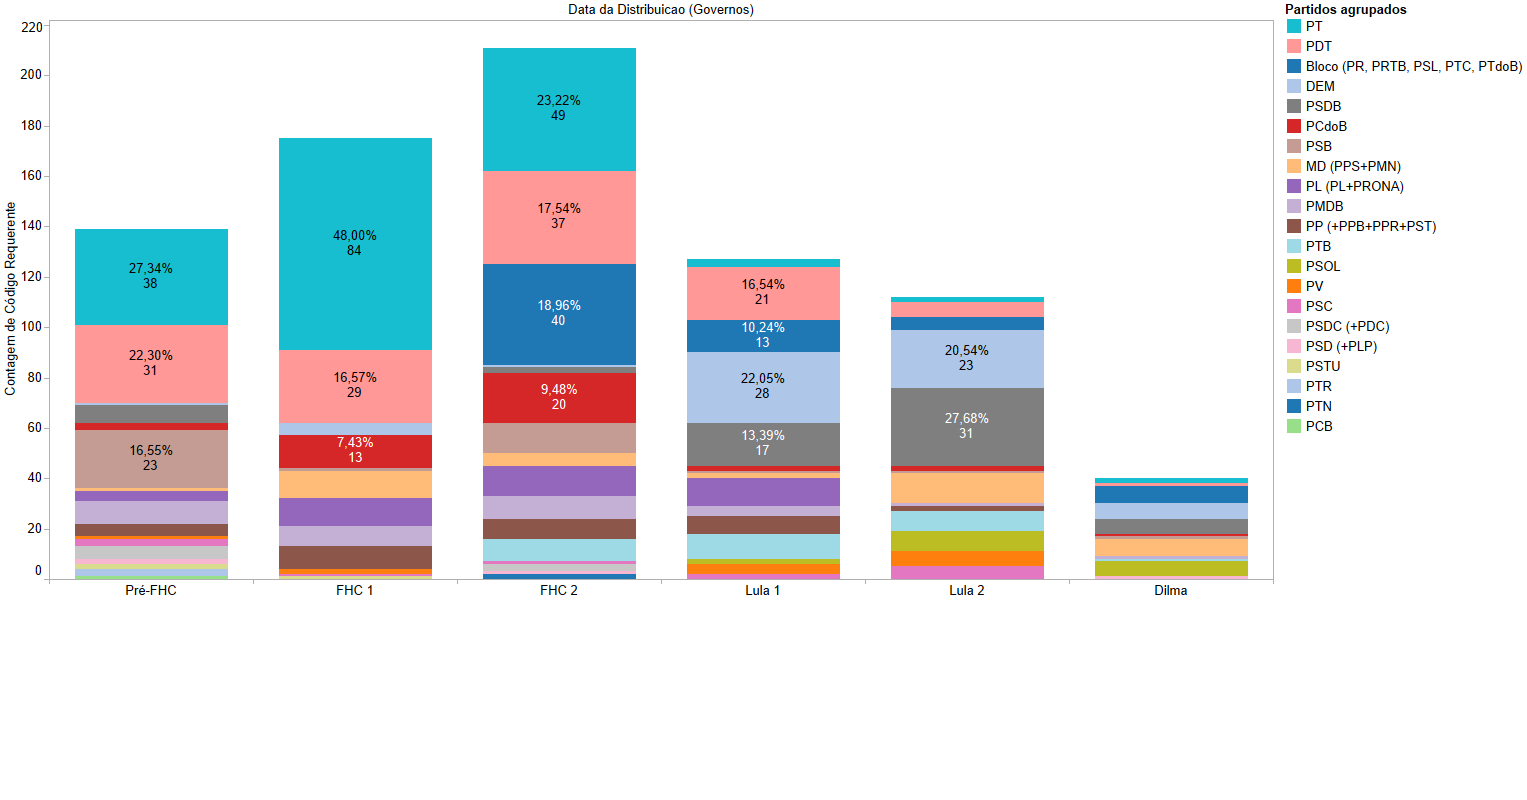 Data da Distribuicao (Governos)
Contagem de Código Requerente
220
200
180
160
140
120
100
80
60
40
20
0
27,34%
38
22,30%
31
16,55%
23
48,00%
84
16,57%
29
7,43%
13
23,22%
49
17,54%
37
18,96%
40
9,48%
20
16,54%
21
10,24%
13
22,05%
28
13,39%
17
20,54%
23
27,68%
31
Pré-FHC
FHC 1
FHC 2
Lula 1
Lula 2
Dilma
Partidos agrupados
PT
PDT
Bloco (PR, PRTB, PSL, PTC, PTdoB)
DEM
PSDB
PCdoB
PSB
MD (PPS+PMN)
PL (PL+PRONA)
PMDB
PP (+PPB+PPR+PST)
PTB
PSOL
PV
PSC
PSDC (+PDC)
PSD (+PLP)
PSTU
PTR
PTN
PCB